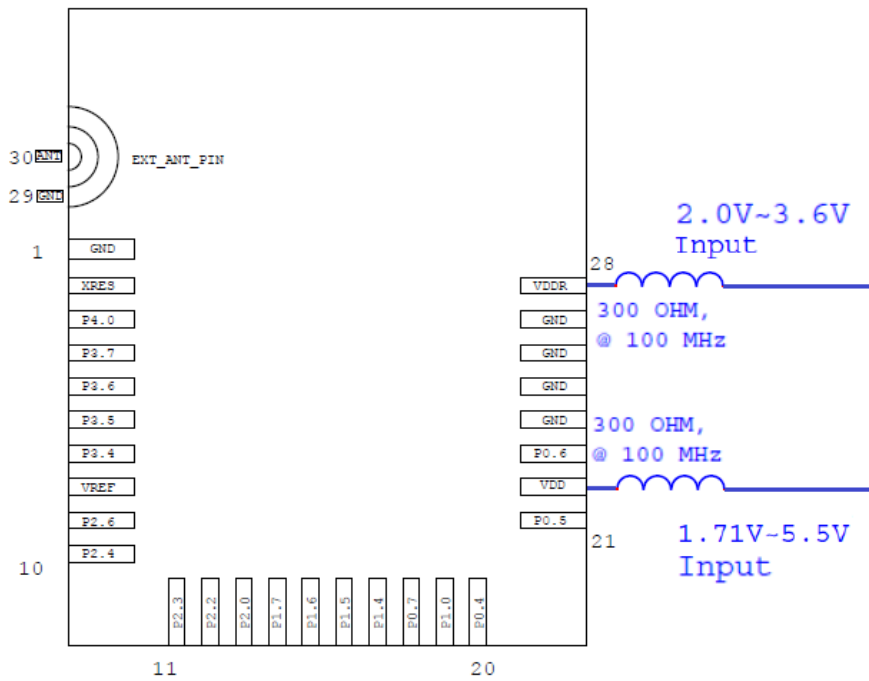 30 ANT
EXT_ANT_PIN
29 GND
1 GND
XRES
P4.0
P3.7
P3.6
P3.5
P3.4
VREF
P2.6
10 P2.4
P2.3
P2.2
P2.0
P1.7
P1.6
P1.5
P1.4
P0.7
P1.0
P0.4
11
20
2.0V~3.6V
Input
28
VDDR
300 OHM,
@ 100 MHz
GND
GND
GND
GND
300 OHM,
@ 100 MHz
P0.6
VDD
P0.5
21
1.71V~5.5V
Input